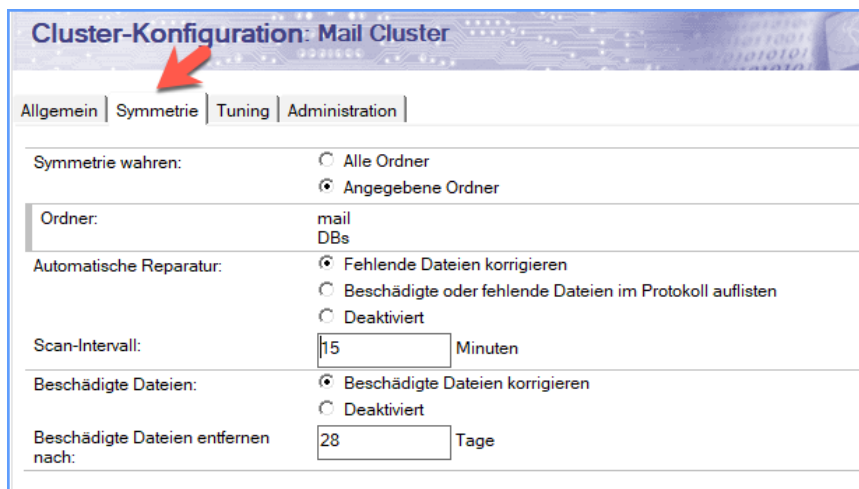 Cluster-Konfiguration: Mail Cluster
Allgemein Symmetrie Tuning Administration
Symmetrie wahren: Alle Ordner
Angegebene Ordner
Ordner: mail
DBs
Automatische Reparatur: Fehlende Dateien korrigieren
Beschädigte oder fehlende Dateien im Protokoll auflisten
Deaktiviert
Scan-Intervall: 15 Minuten
Beschädigte Dateien: Beschädigte Dateien korrigieren
Deaktiviert
Beschädigte Dateien entfernen 28 Tage
nach: